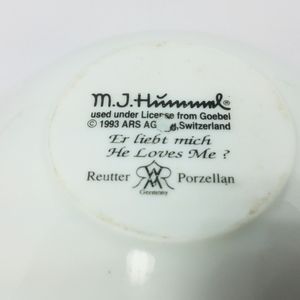 M.J. Hummel®
used under License from Goebel
© 1993 ARS AG ,Switzerland
Er liebt mich
He Loves Me ?
Reutter Porzellan
Germany